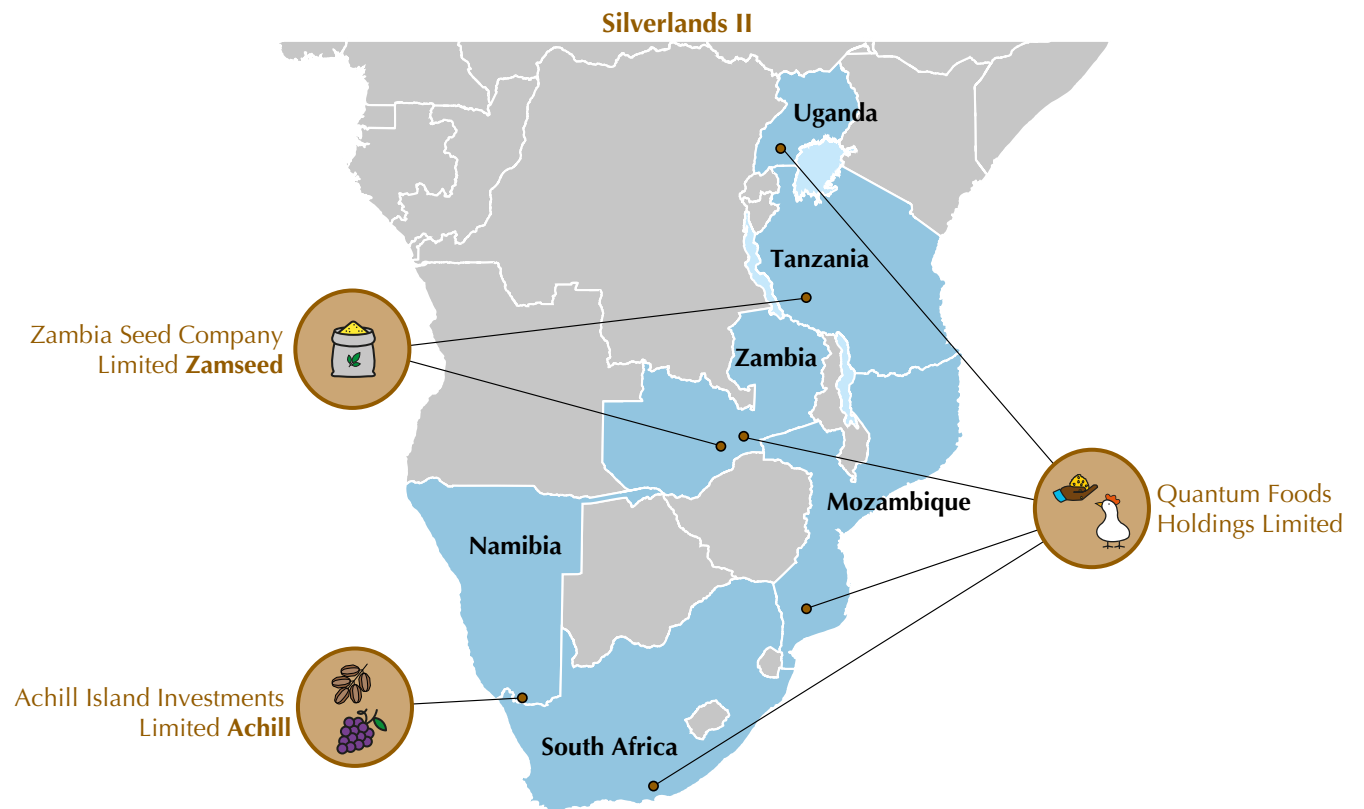 Silverlands II
Uganda
Tanzania
Zambia Seed Company
Limited Zamseed
Zambia
Mozambique
Quantum Foods
Holdings Limited
Namibia
Achill Island Investments
Limited Achill
South Africa